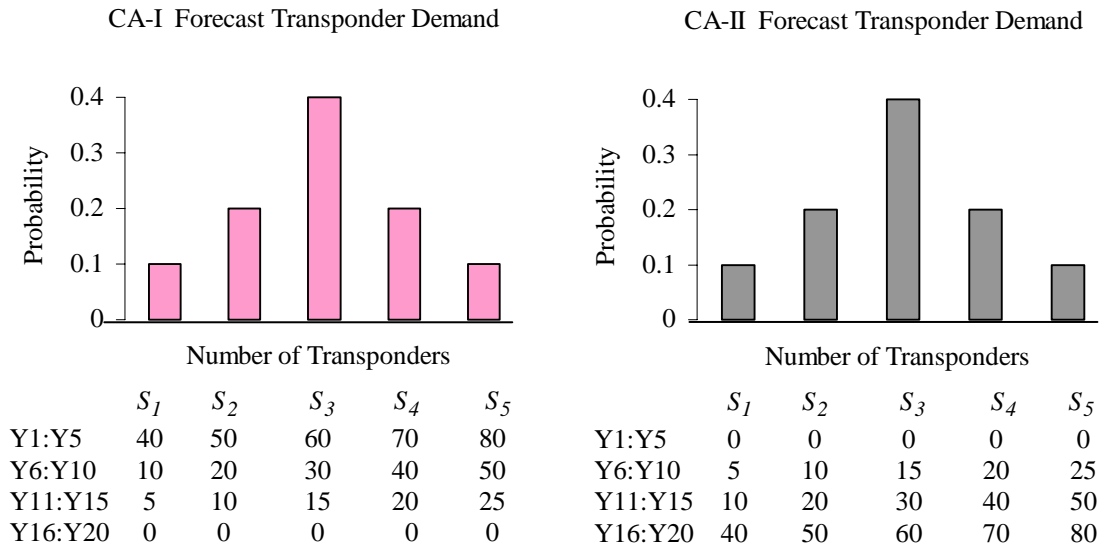 CA-I  Forecast Transponder Demand
0.4
0.3
0.2
0.1
0
Probability
Number of Transponders
S1 S2 S3 S4 S5
Y1:Y5 40 50 60 70 80
Y6:Y10 10 20 30 40 50
Y11:Y15 5 10 15 20 25
Y16:Y20 0 0 0 0 0
CA-II  Forecast Transponder Demand
0.4
0.3
0.2
0.1
0
Probability
Number of Transponders
S1 S2 S3 S4 S5
Y1:Y5 0 0 0 0 0
Y6:Y10 5 10 15 20 25
Y11:Y15 10 20 30 40 50
Y16:Y20 40 50 60 70 80